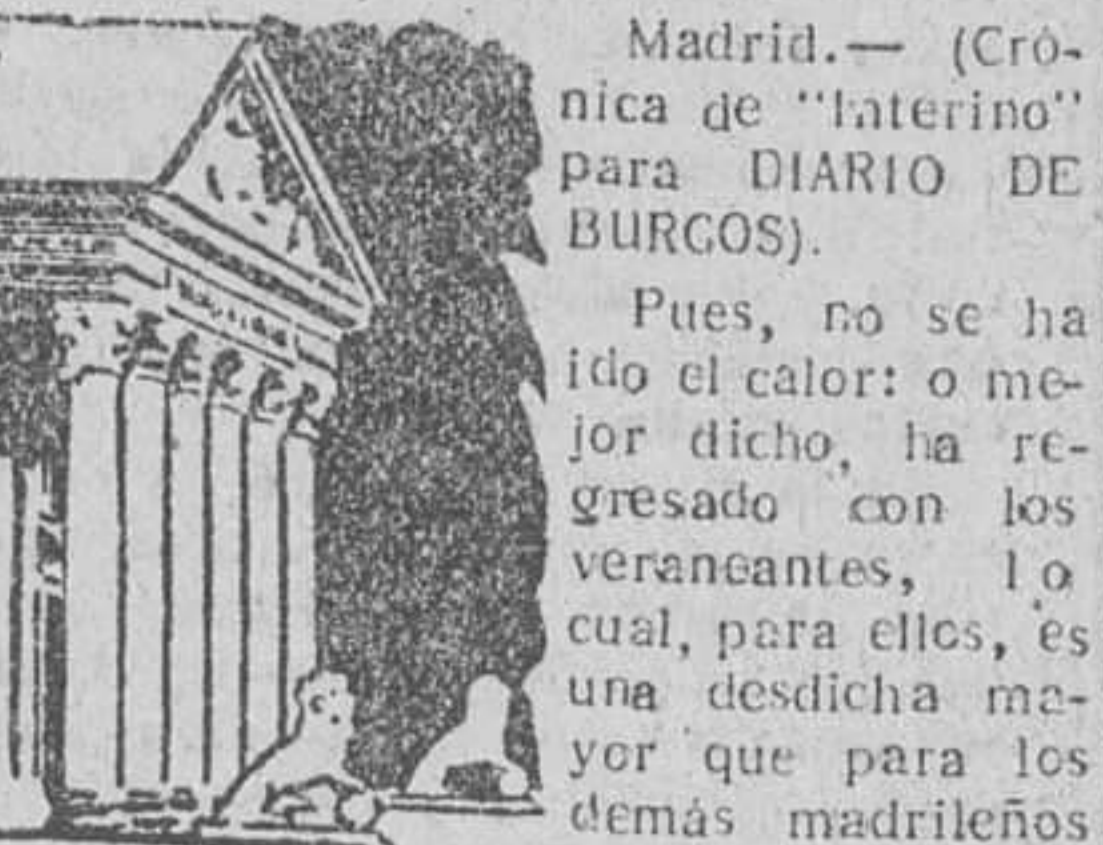 Madrid.— (Cró-
nica de "Interino"
para DIARIO DE
BURGOS).
Pues, no se ha
ido el calor: o me-
jor dicho, ha re-
gresado con los
veraneantes, lo
cual, para ellos, es
una desdicha ma-
yor que para los
demás madrileños